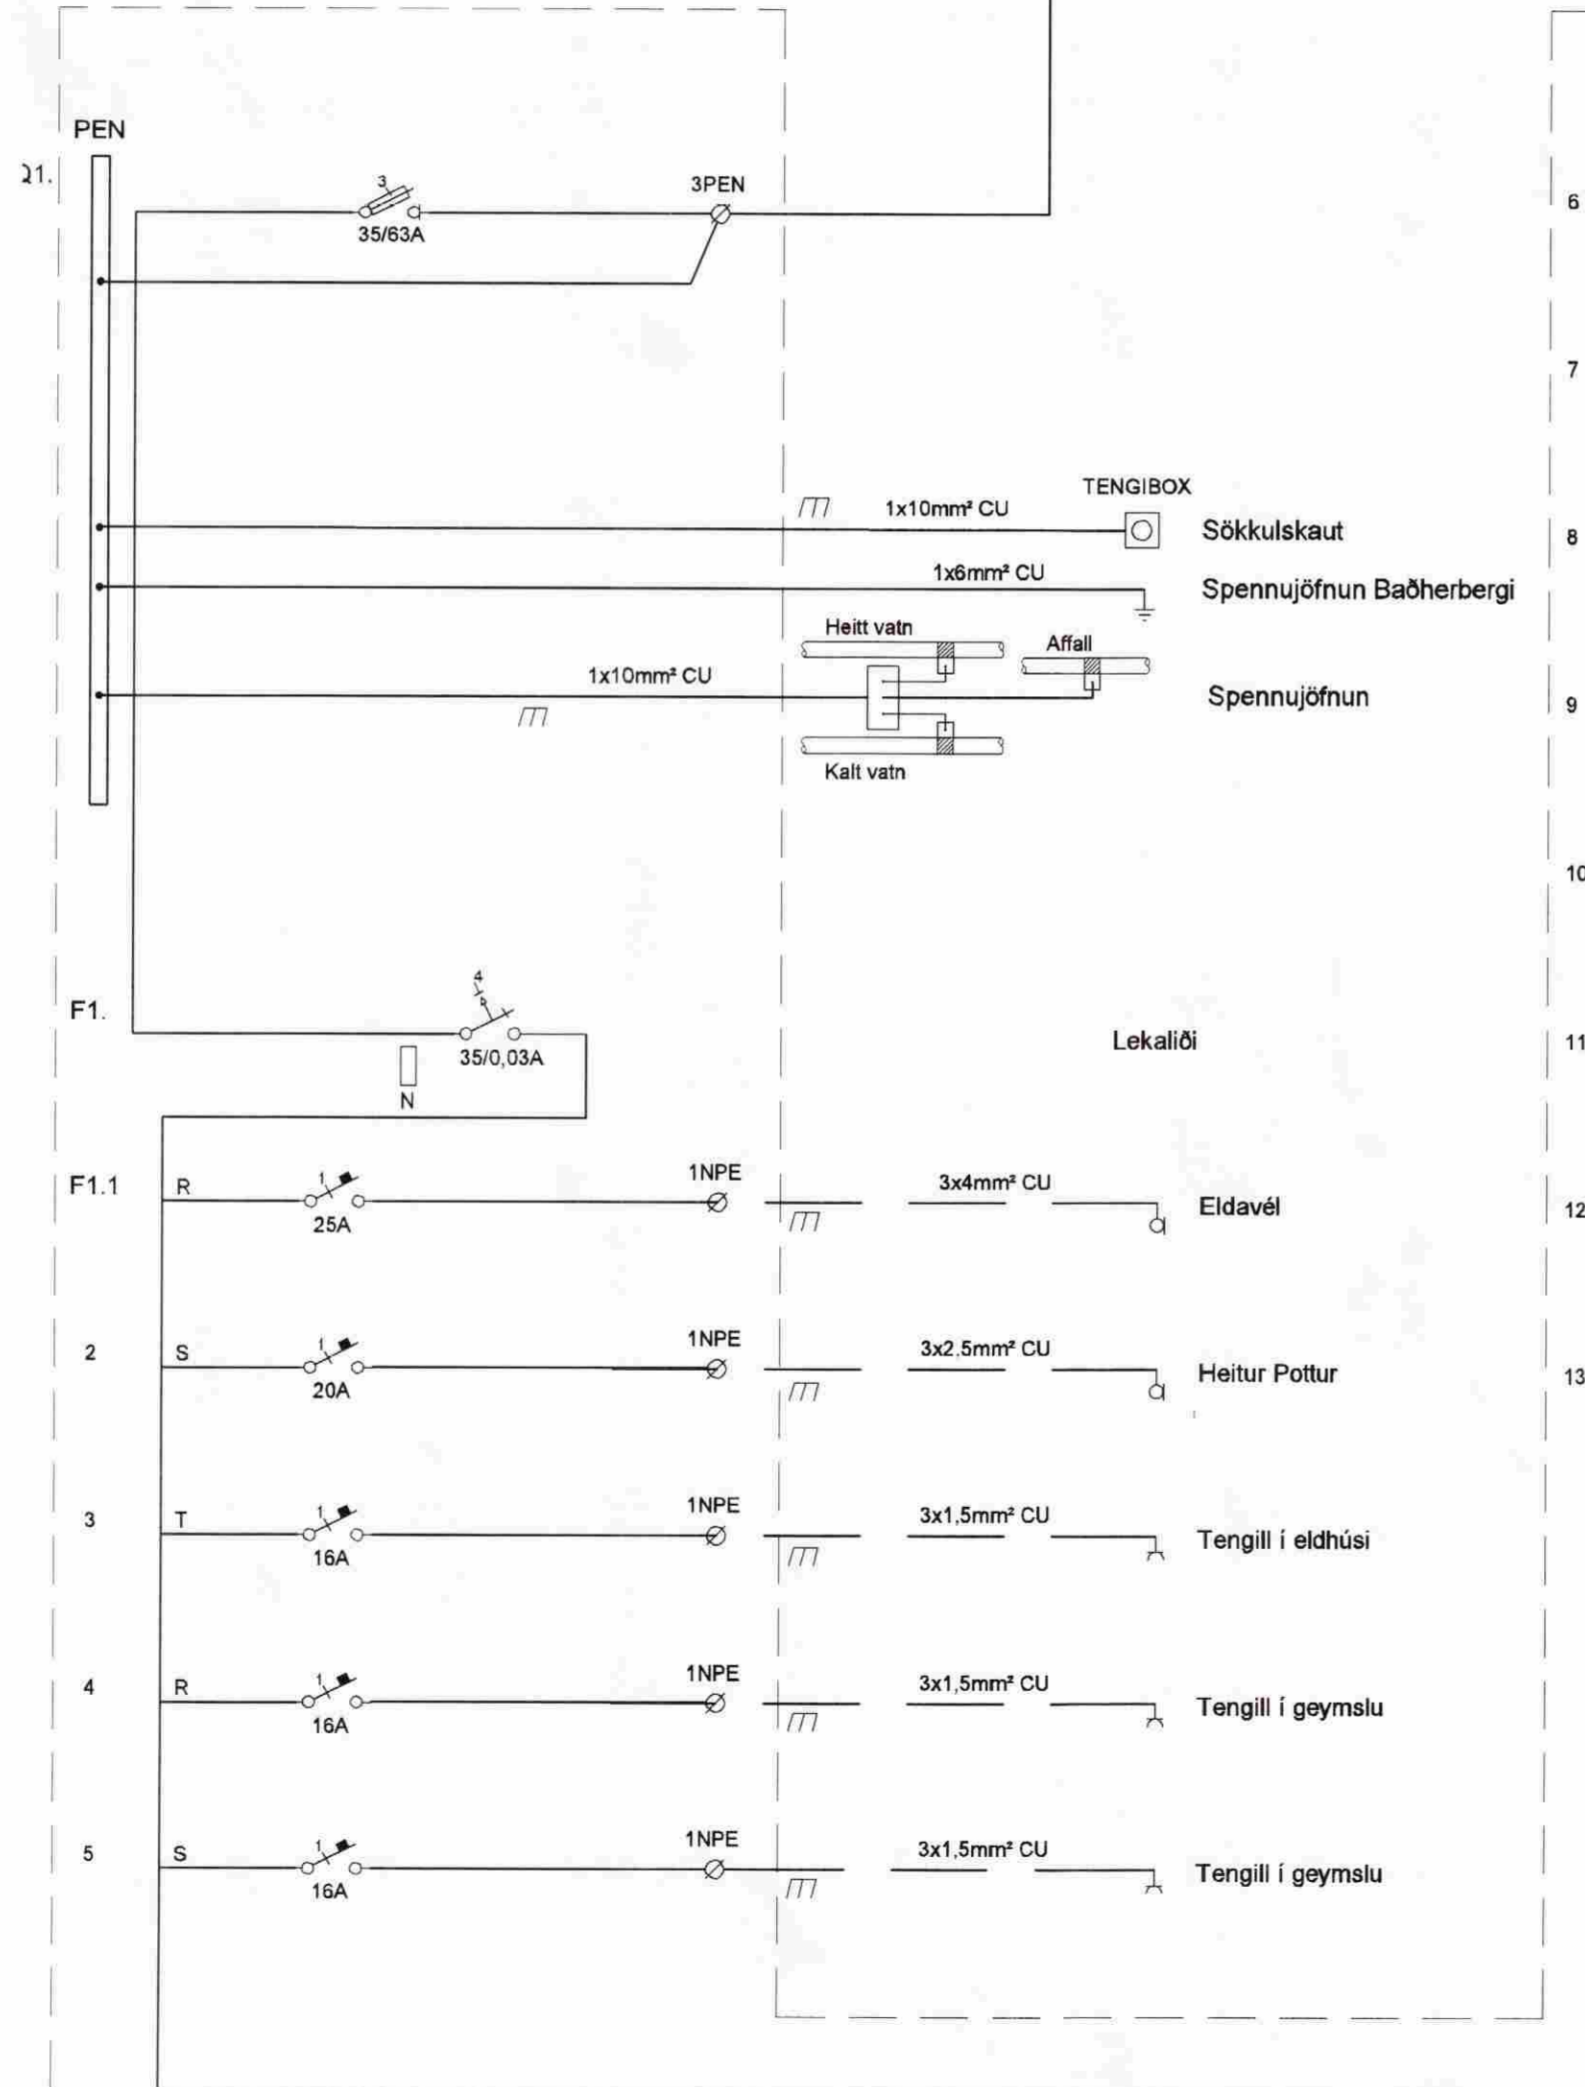 PEN
Q1.
3
3PEN
35/63A
6
7
TENGIBOX
1x10mm² CU
Sökkulskaut
8
1x6mm² CU
Spennujöfnun Baðherbergi
Heitt vatn
Affall
1x10mm² CU
Spennujöfnun
9
Kalt vatn
10
4
F1.
35/0,03A
Lekaliði
11
N
F1.1
R
1
25A
1NPE
3x4mm² CU
Eldavél
12
2
S
1
20A
1NPE
3x2,5mm² CU
Heitur Pottur
13
3
T
1
16A
1NPE
3x1,5mm² CU
Tengill í eldhúsi
4
R
1
16A
1NPE
3x1,5mm² CU
Tengill í geymslu
5
S
1
16A
1NPE
3x1,5mm² CU
Tengill í geymslu